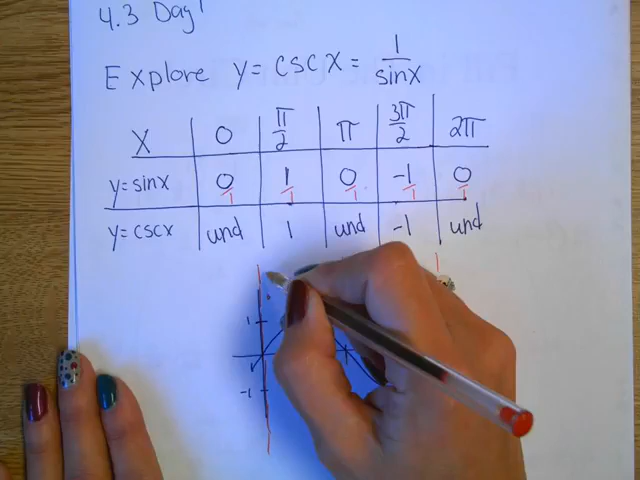 4.3 Day 1
Explore y = csc x = 1/sinx
X 0 π/2 π 3π/2 2π
y=sinx 0/1 1/1 0/1 -1/1 0/1
y=cscx und 1 und -1 und
1
-1